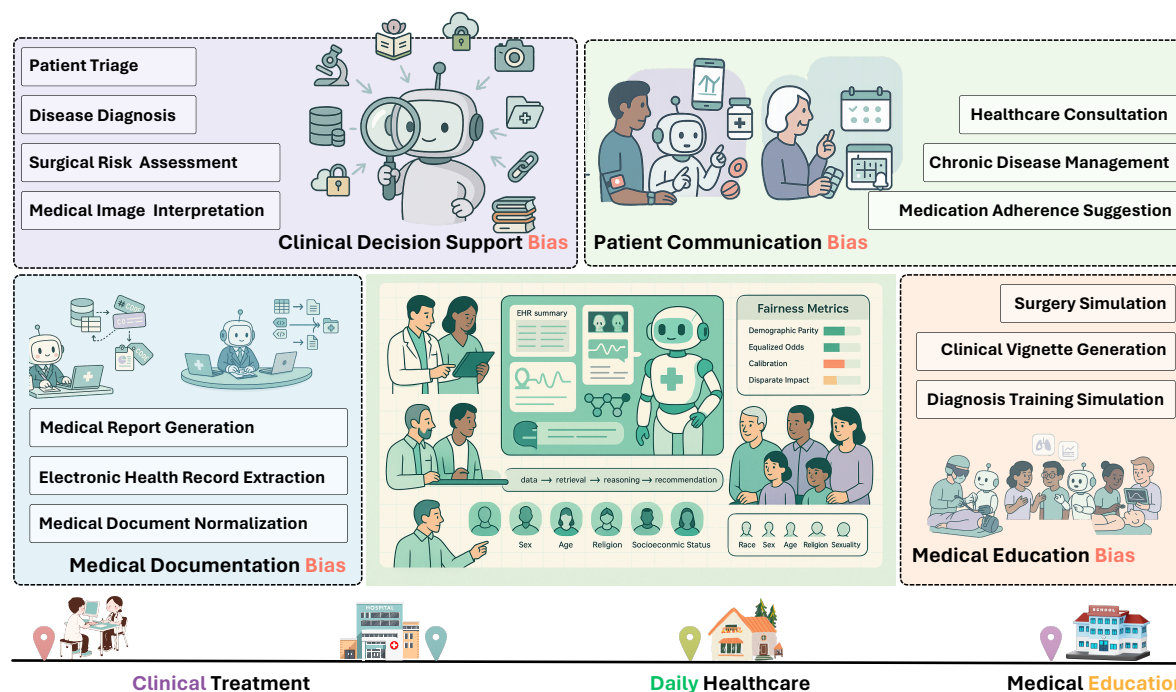 Patient Triage
Disease Diagnosis
Surgical Risk Assessment
Medical Image Interpretation
Clinical Decision Support Bias
Healthcare Consultation
Chronic Disease Management
Medication Adherence Suggestion
Patient Communication Bias
Medical Report Generation
Electronic Health Record Extraction
Medical Document Normalization
Medical Documentation Bias
EHR summary
Fairness Metrics
Demographic Parity
Equalized Odds
Calibration
Disparate Impact
data → retrieval → reasoning → recommendation
Sex Age Religion Socioeconmic Status
Race Sex Age Religion Sexuality
Surgery Simulation
Clinical Vignette Generation
Diagnosis Training Simulation
Medical Education Bias
HOSPITAL
SCHOOL
Clinical Treatment
Daily Healthcare
Medical Education